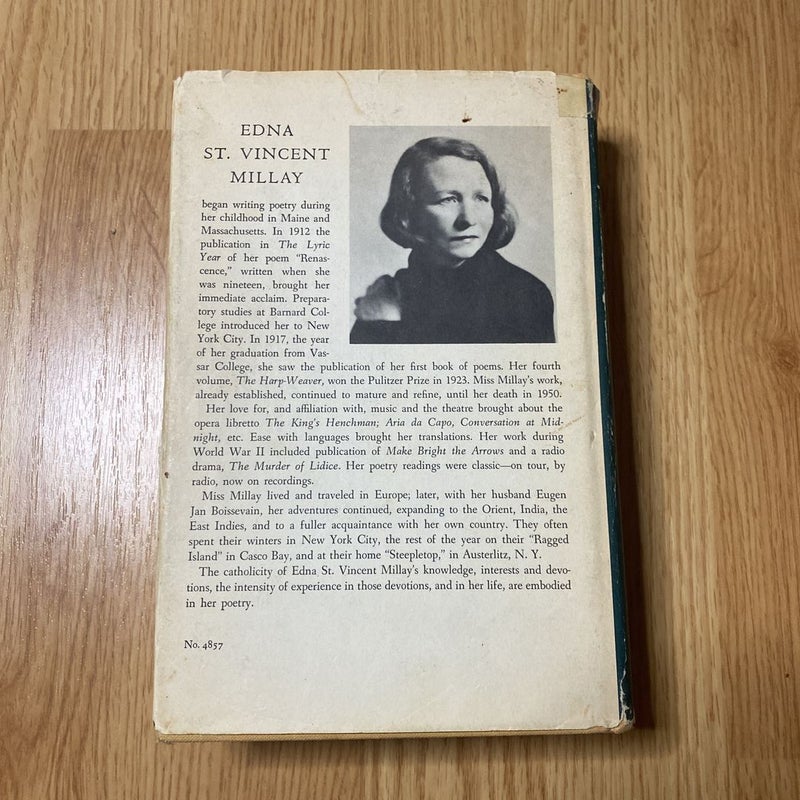 EDNA
ST. VINCENT
MILLAY
began writing poetry during
her childhood in Maine and
Massachusetts. In 1912 the
publication in The Lyric
Year of her poem “Renas-
cence,” written when she
was nineteen, brought her
immediate acclaim. Prepara-
tory studies at Barnard Col-
lege introduced her to New
York City. In 1917, the year
of her graduation from Vas-
sar College, she saw the publication of her first book of poems. Her fourth
volume, The Harp-Weaver, won the Pulitzer Prize in 1923. Miss Millay’s work,
already established, continued to mature and refine, until her death in 1950.
Her love for, and affiliation with, music and the theatre brought about the
opera libretto The King’s Henchman; Aria da Capo, Conversation at Mid-
night, etc. Ease with languages brought her translations. Her work during
World War II included publication of Make Bright the Arrows and a radio
drama, The Murder of Lidice. Her poetry readings were classic—on tour, by
radio, now on recordings.
Miss Millay lived and traveled in Europe; later, with her husband Eugen
Jan Boissevain, her adventures continued, expanding to the Orient, India, the
East Indies, and to a fuller acquaintance with her own country. They often
spent their winters in New York City, the rest of the year on their “Ragged
Island” in Casco Bay, and at their home “Steepletop,” in Austerlitz, N. Y.
The catholicity of Edna St. Vincent Millay’s knowledge, interests and devo-
tions, the intensity of experience in those devotions, and in her life, are embodied
in her poetry.
No. 4857